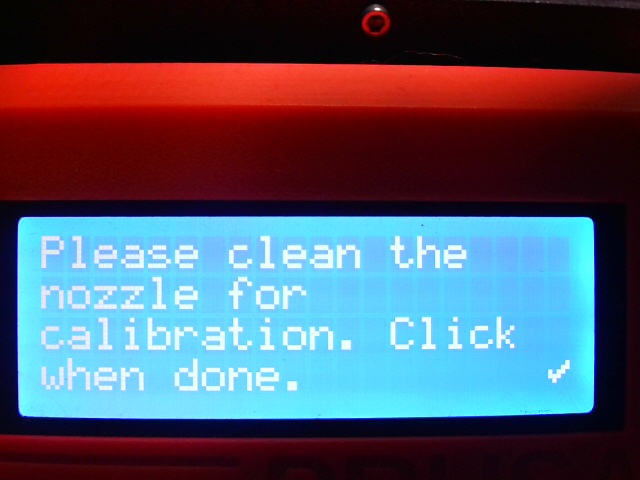 Please clean the
nozzle for
calibration. Click
when done.